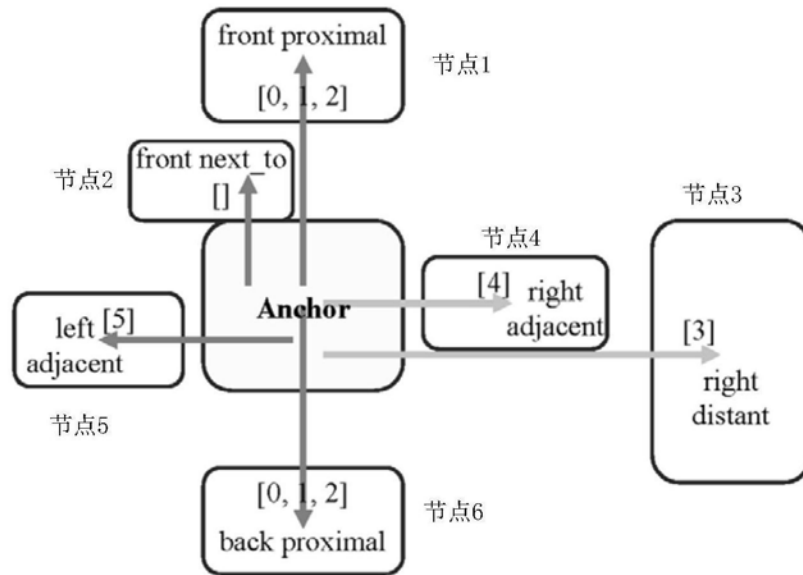 front proximal
节点1
[0, 1, 2]
front next_to
节点2
[]
节点3
节点4
[4] right
adjacent
Anchor
[3]
left [5]
adjacent
right
distant
节点5
[0, 1, 2]
节点6
back proximal